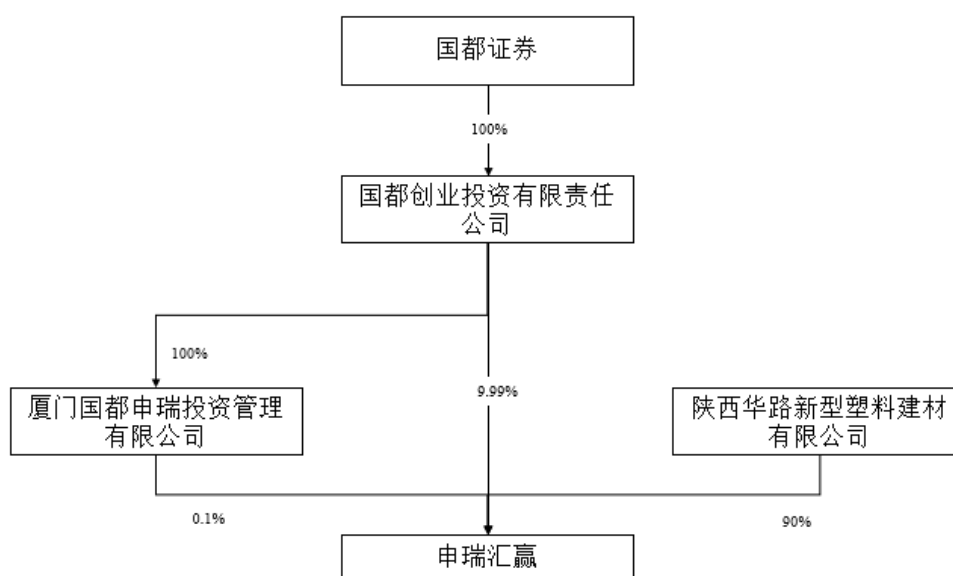 国都证券
100%
国都创业投资有限责任
公司
100%
9.99%
厦门国都申瑞投资管理
有限公司
陕西华路新型塑料建材
有限公司
0.1%
90%
申瑞汇赢